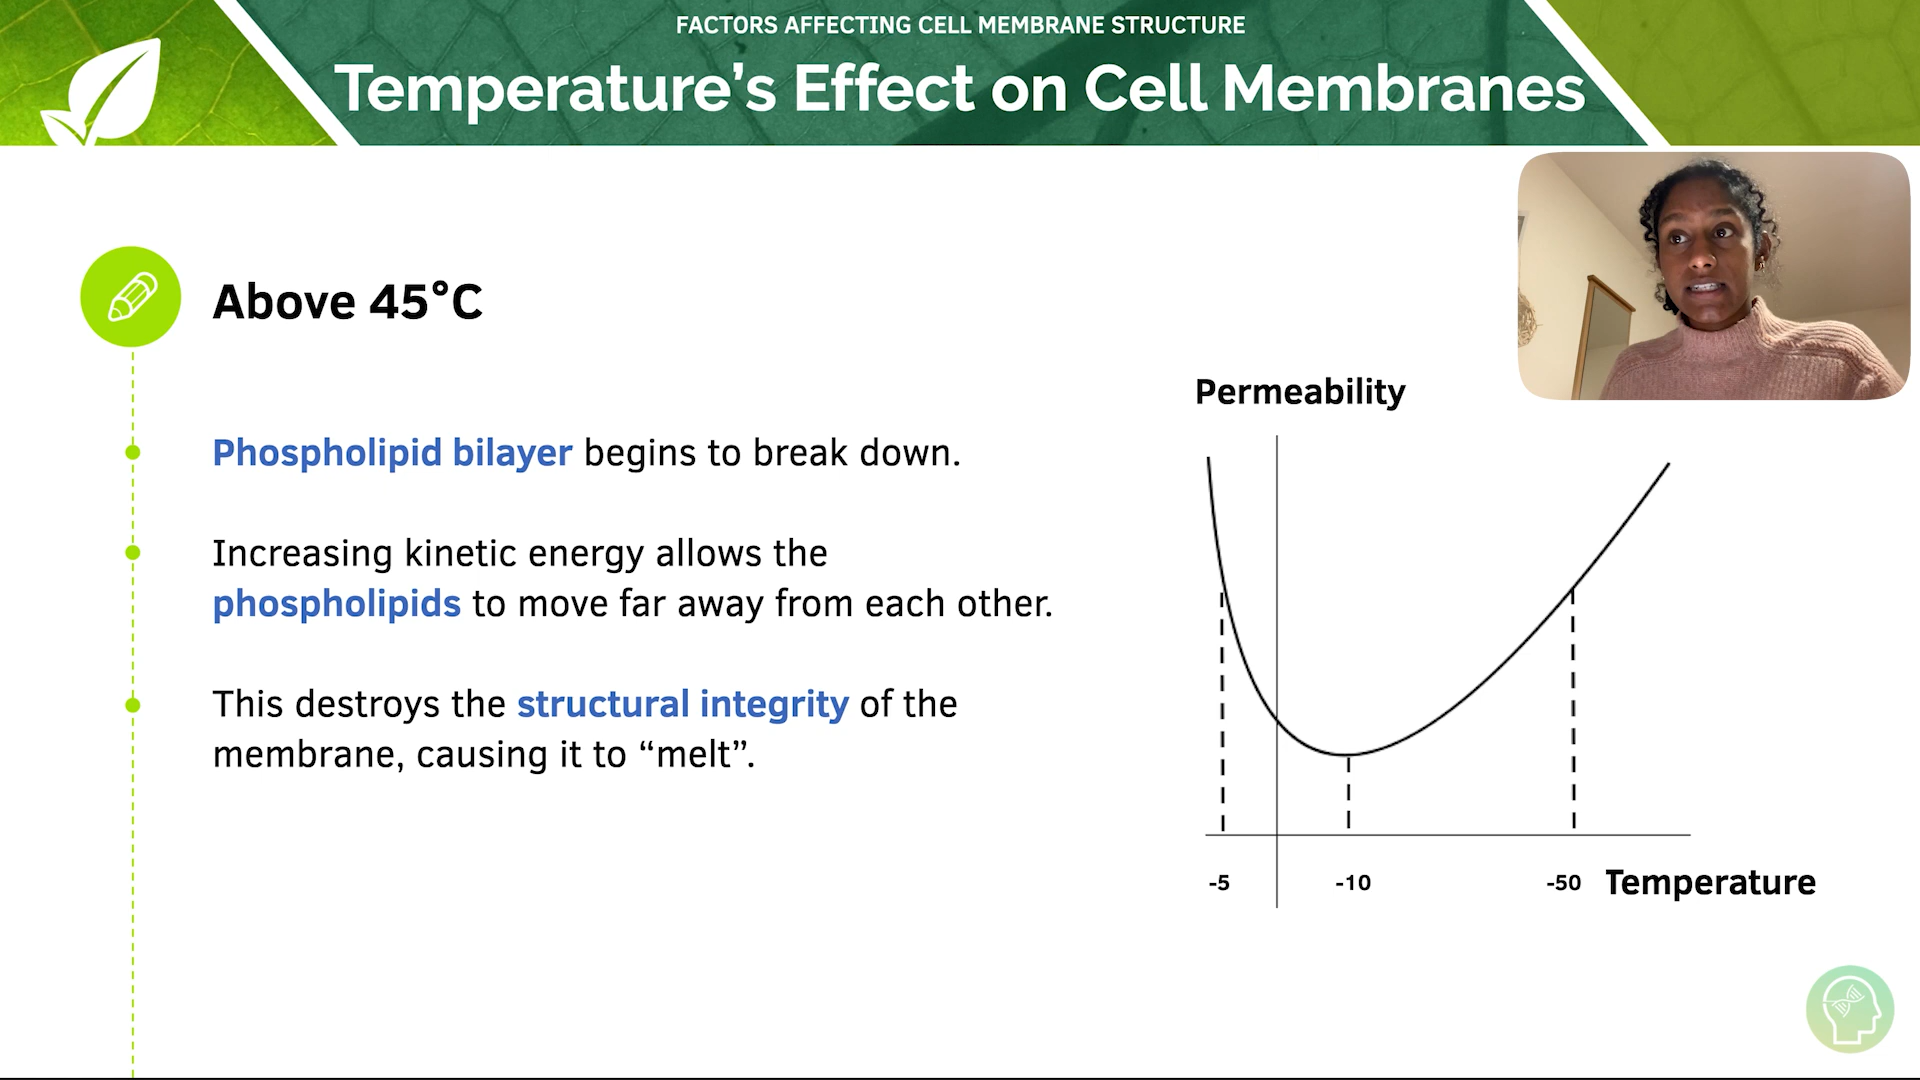 FACTORS AFFECTING CELL MEMBRANE STRUCTURE
Temperature’s Effect on Cell Membranes
Above 45°C
Phospholipid bilayer begins to break down.
Increasing kinetic energy allows the
phospholipids to move far away from each other.
This destroys the structural integrity of the
membrane, causing it to “melt”.
Permeability
-5
-10
-50
Temperature